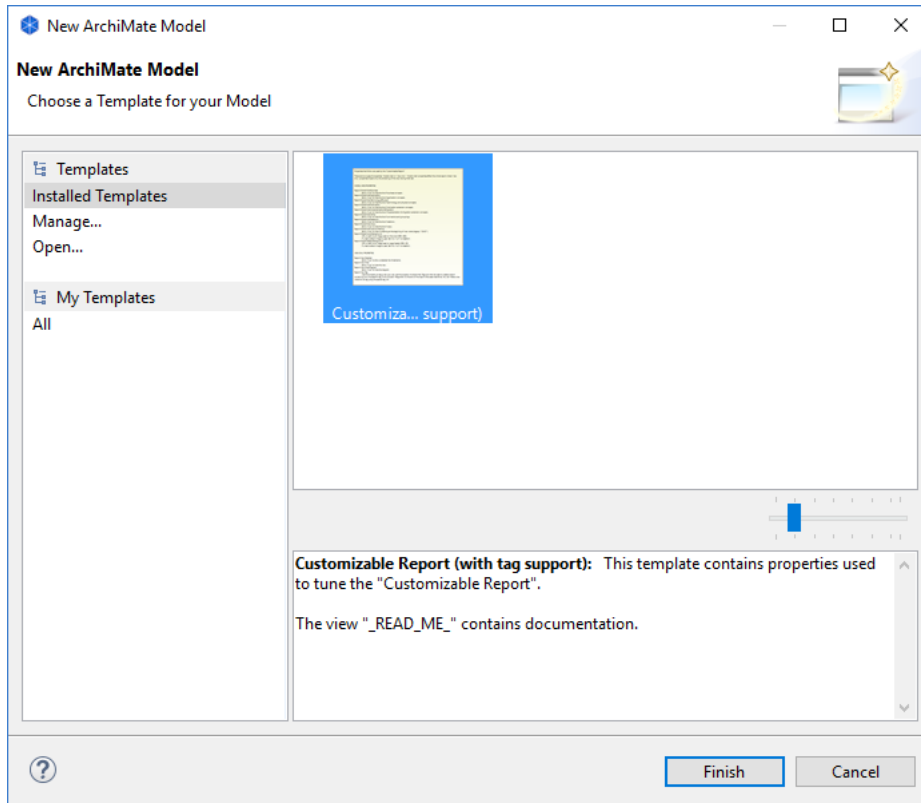 New ArchiMate Model
New ArchiMate Model
Choose a Template for your Model
Templates
Installed Templates
Manage...
Open...
My Templates
All
Customiza... support)
Customizable Report (with tag support): This template contains properties used
to tune the "Customizable Report".
The view "_READ_ME_" contains documentation.
?
Finish
Cancel